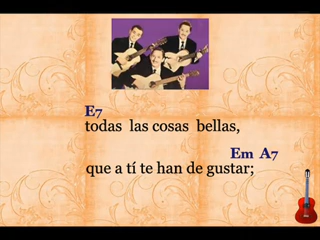 E7
todas las cosas bellas,
Em A7
que a tí te han de gustar;